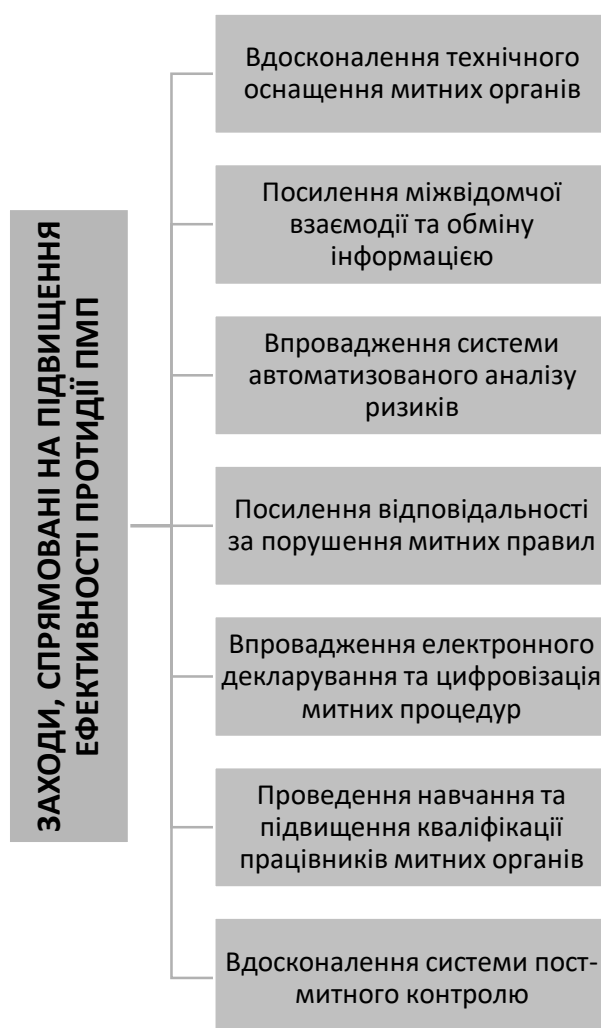 ЗАХОДИ, СПРЯМОВАНІ НА ПІДВИЩЕННЯ
ЕФЕКТИВНОСТІ ПРОТИДІЇ ПМП
Вдосконалення технічного
оснащення митних органів
Посилення міжвідомчої
взаємодії та обміну
інформацією
Впровадження системи
автоматизованого аналізу
ризиків
Посилення відповідальності
за порушення митних правил
Впровадження електронного
декларування та цифровізація
митних процедур
Проведення навчання та
підвищення кваліфікації
працівників митних органів
Вдосконалення системи пост-
митного контролю